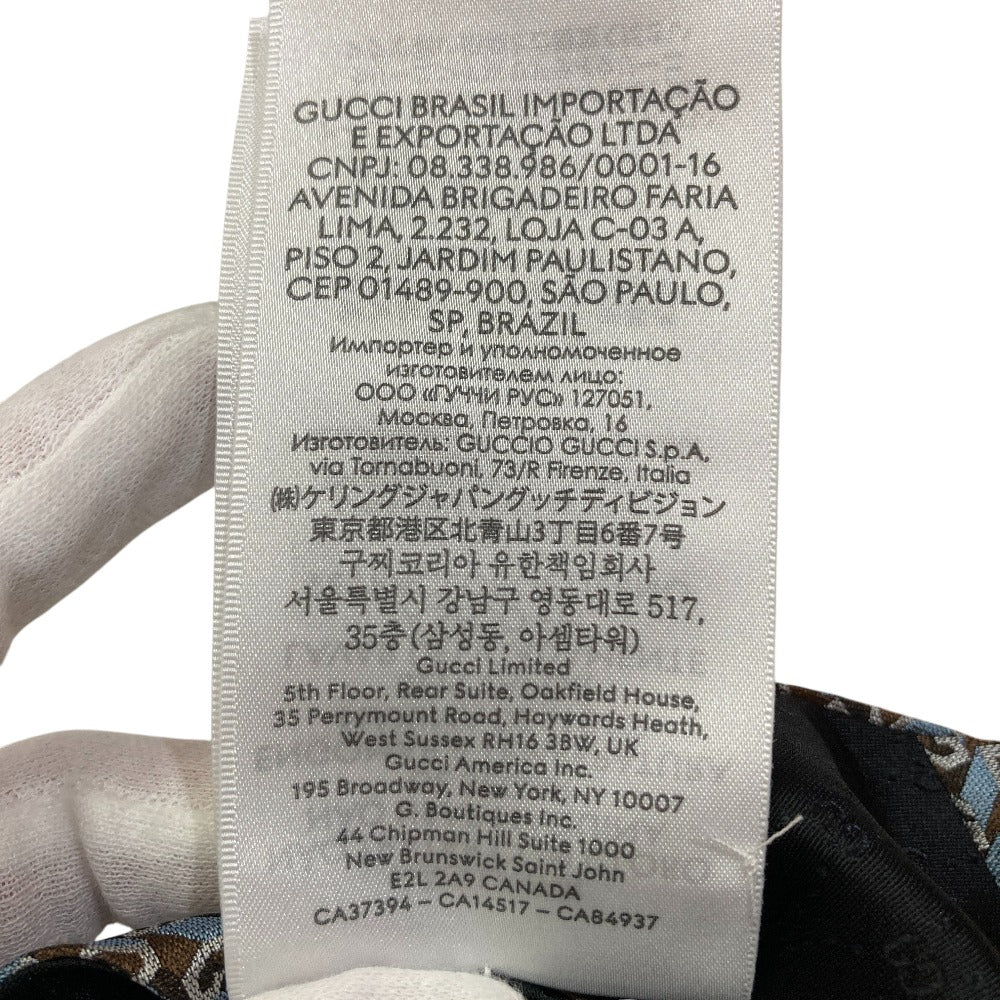 GUCCI BRASIL IMPORTAÇÃO
E EXPORTAÇÃO LTDA
CNPJ: 08.338.986/0001-16
AVENIDA BRIGADEIRO FARIA
LIMA, 2.232, LOJA C-03 A,
PISO 2, JARDIM PAULISTANO,
CEP 01489-900, SÃO PAULO,
SP, BRAZIL
Импортер и уполномоченное
изготовителем лицо:
ООО «ГУЧЧИ РУС» 127051,
Москва, Петровка, 16
Изготовитель: GUCCIO GUCCI S.p.A.
via Tornabuoni, 73/R Firenze, Italia
㈱ケリングジャパングッチディビジョン
東京都港区北青山3丁目6番7号
구찌코리아 유한책임회사
서울특별시 강남구 영동대로 517,
35층 (삼성동, 아셈타워)
Gucci Limited
5th Floor, Rear Suite, Oakfield House,
35 Perrymount Road, Haywards Heath,
West Sussex RH16 3BW, UK
Gucci America Inc.
195 Broadway, New York, NY 10007
G. Boutiques Inc.
44 Chipman Hill Suite 1000
New Brunswick Saint John
E2L 2A9 CANADA
CA37394 – CA14517 – CA84937